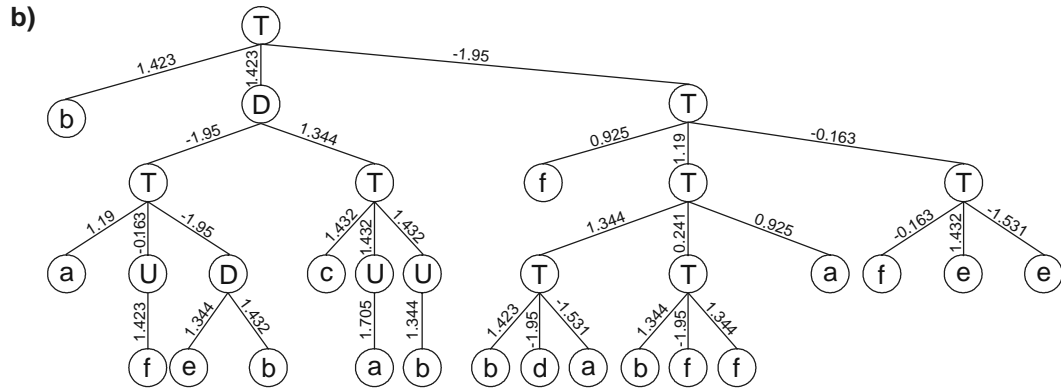 b)
T
1.423 1.423 -1.95
b D T
-1.95 1.344 0.925 1.19 -0.163
T T f T T
1.19 -0.163 -1.95 1.432 1.432 1.432 1.344 0.241 0.925 -0.163 1.432 -1.531
a U D c U U T T a f e e
1.423 1.344 1.432 1.705 1.344 1.423 -1.95 -1.531 1.344 -1.95 1.344
f e b a b b d a b f f